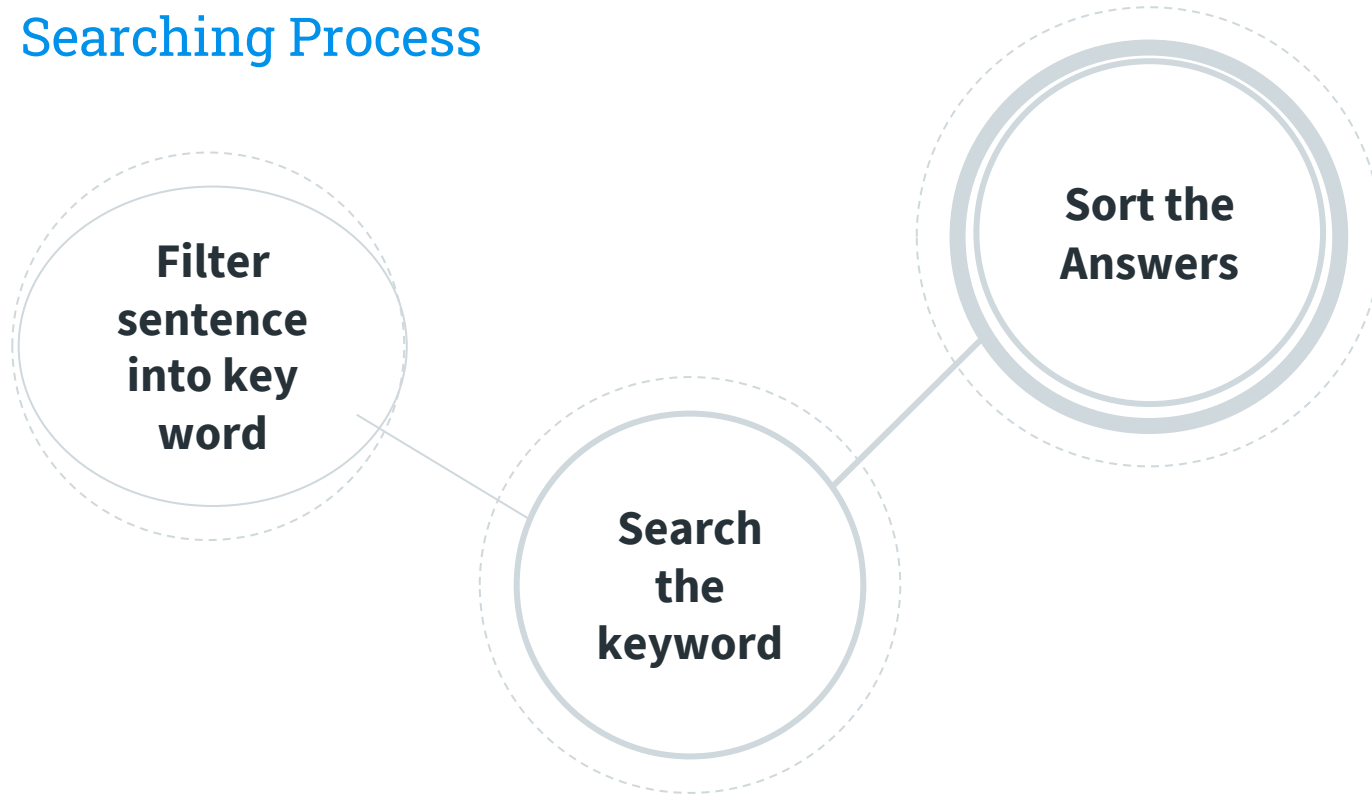 Searching Process
Filter
sentence
into key
word
Search
the
keyword
Sort the
Answers